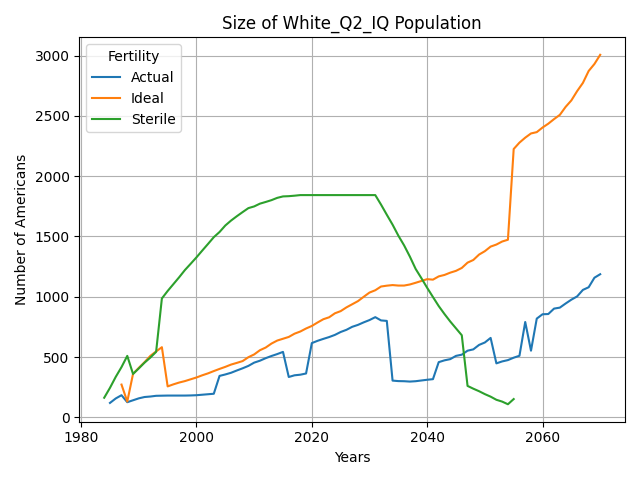 Size of White_Q2_IQ Population
Fertility
Actual
Ideal
Sterile
Number of Americans
3000
2500
2000
1500
1000
500
0
1980
2000
2020
2040
2060
Years